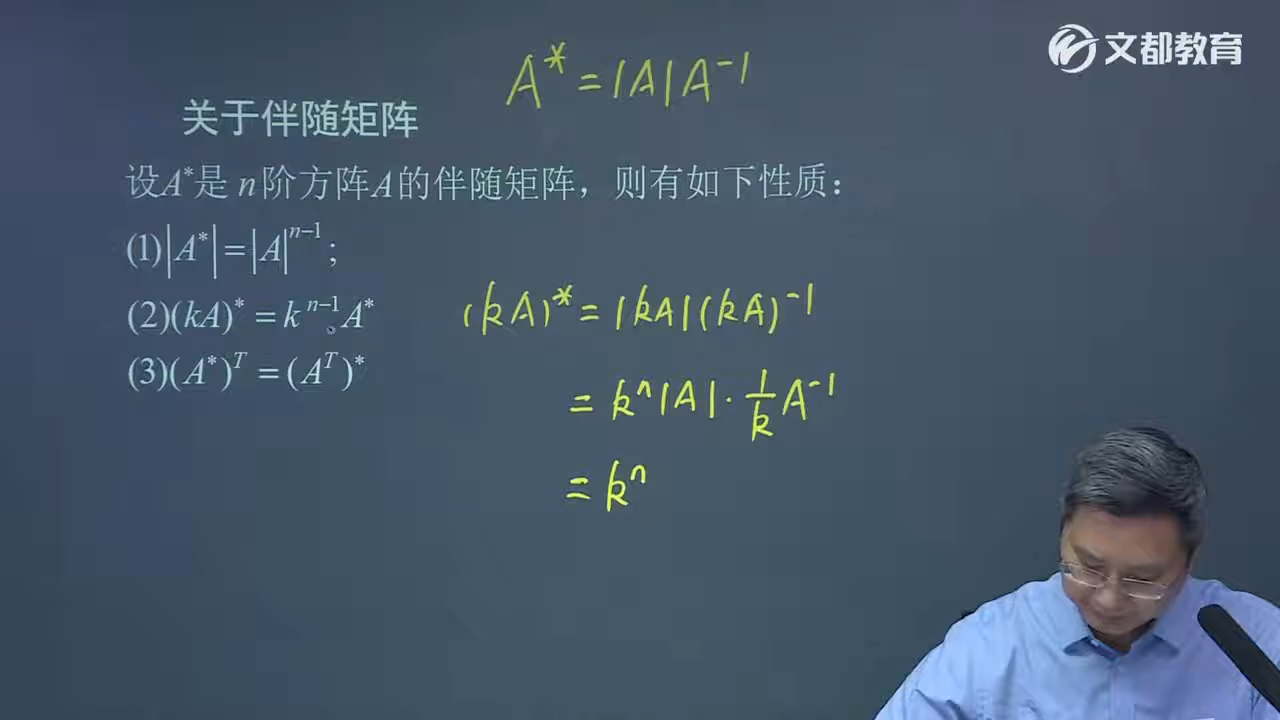 文都教育
A* = |A|A⁻¹
关于伴随矩阵
设A*是 n阶方阵A的伴随矩阵，则有如下性质：
(1)|A*|=|A|ⁿ⁻¹;
(2)(kA)* = kⁿ⁻¹A*
(kA)* = |kA|(kA)⁻¹
(3)(A*)ᵀ = (Aᵀ)*
= kⁿ|A|·1/k A⁻¹
= kⁿ